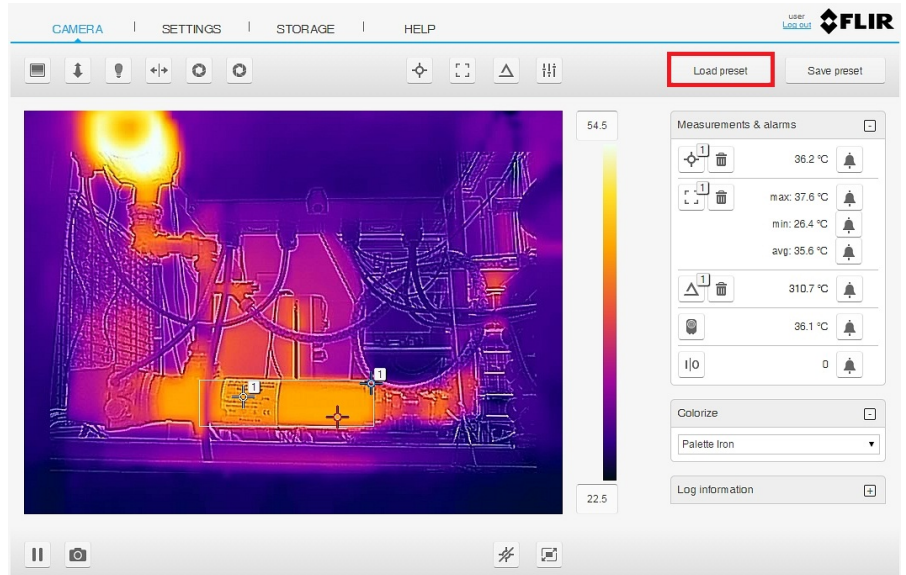 CAMERA SETTINGS STORAGE HELP
user
Log out
FLIR
Load preset Save preset
54.5
22.5
Measurements & alarms -
1 36.2 °C
1 max: 37.6 °C
min: 26.4 °C
avg: 35.6 °C
1 310.7 °C
36.1 °C
I|O 0
Colorize -
Palette Iron
Log information +
1
1